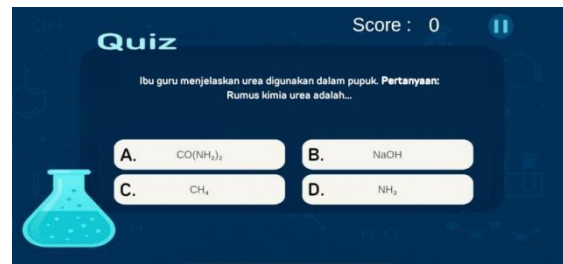 Score : 0
Quiz
Ibu guru menjelaskan urea digunakan dalam pupuk. Pertanyaan:
Rumus kimia urea adalah...
A. CO(NH₂)₂
B. NaOH
C. CH₄
D. NH₃